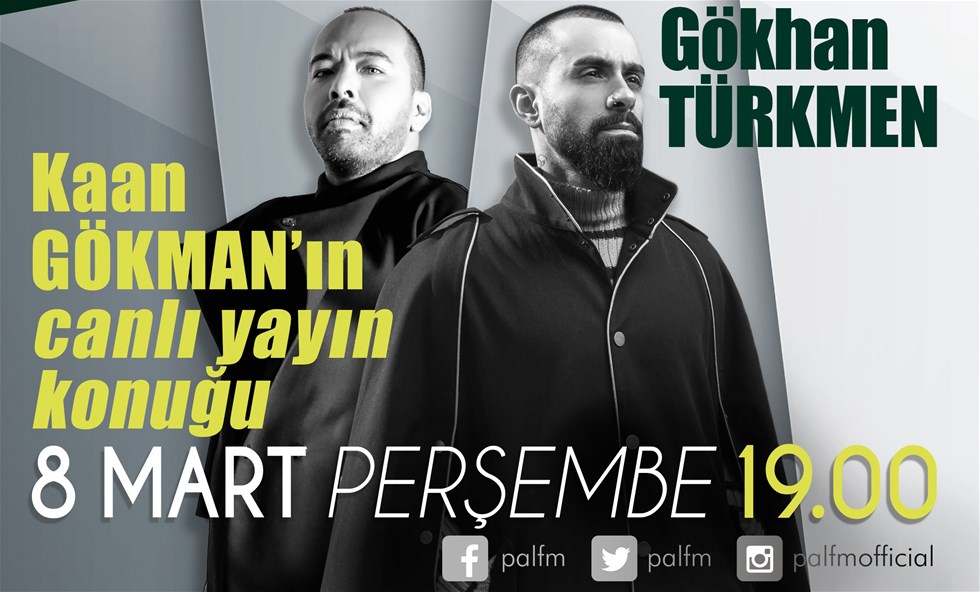 Gökhan
TÜRKMEN
Kaan
GÖKMAN’ın
canlı yayın
konuğu
8 MART PERŞEMBE 19.00
palfm palfm palfmofficial